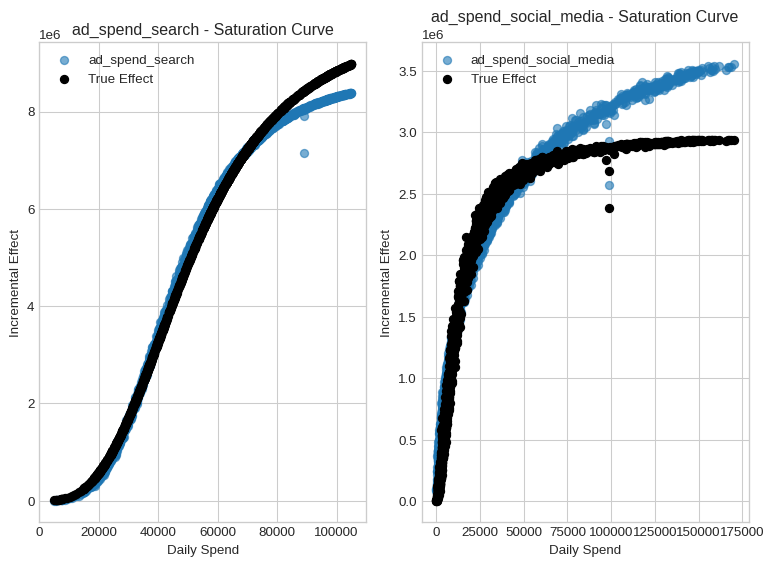 ad_spend_search - Saturation Curve
1e6
ad_spend_search
True Effect
8
6
4
2
0
Incremental Effect
0
20000
40000
60000
80000
100000
Daily Spend
ad_spend_social_media - Saturation Curve
1e6
ad_spend_social_media
True Effect
3.5
3.0
2.5
2.0
1.5
1.0
0.5
0.0
Incremental Effect
0
25000
50000
75000
100000
125000
150000
175000
Daily Spend